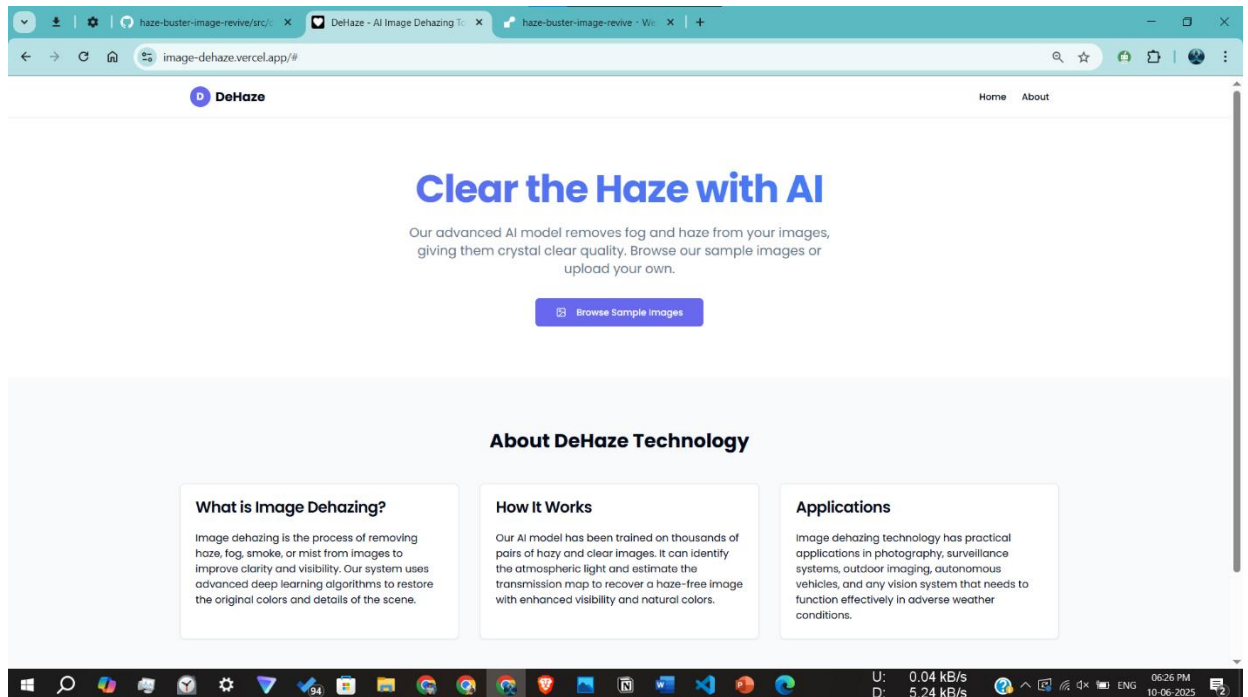 haze-buster-image-revive/src/c
DeHaze - AI Image Dehazing To
haze-buster-image-revive - We
image-dehaze.vercel.app/#
D DeHaze
Home About
Clear the Haze with AI
Our advanced AI model removes fog and haze from your images,
giving them crystal clear quality. Browse our sample images or
upload your own.
Browse Sample Images
About DeHaze Technology
What is Image Dehazing?
Image dehazing is the process of removing
haze, fog, smoke, or mist from images to
improve clarity and visibility. Our system uses
advanced deep learning algorithms to restore
the original colors and details of the scene.
How It Works
Our AI model has been trained on thousands of
pairs of hazy and clear images. It can identify
the atmospheric light and estimate the
transmission map to recover a haze-free image
with enhanced visibility and natural colors.
Applications
Image dehazing technology has practical
applications in photography, surveillance
systems, outdoor imaging, autonomous
vehicles, and any vision system that needs to
function effectively in adverse weather
conditions.
94
U: 0.04 kB/s
D: 5.24 kB/s
ENG
06:26 PM
10-06-2025
2